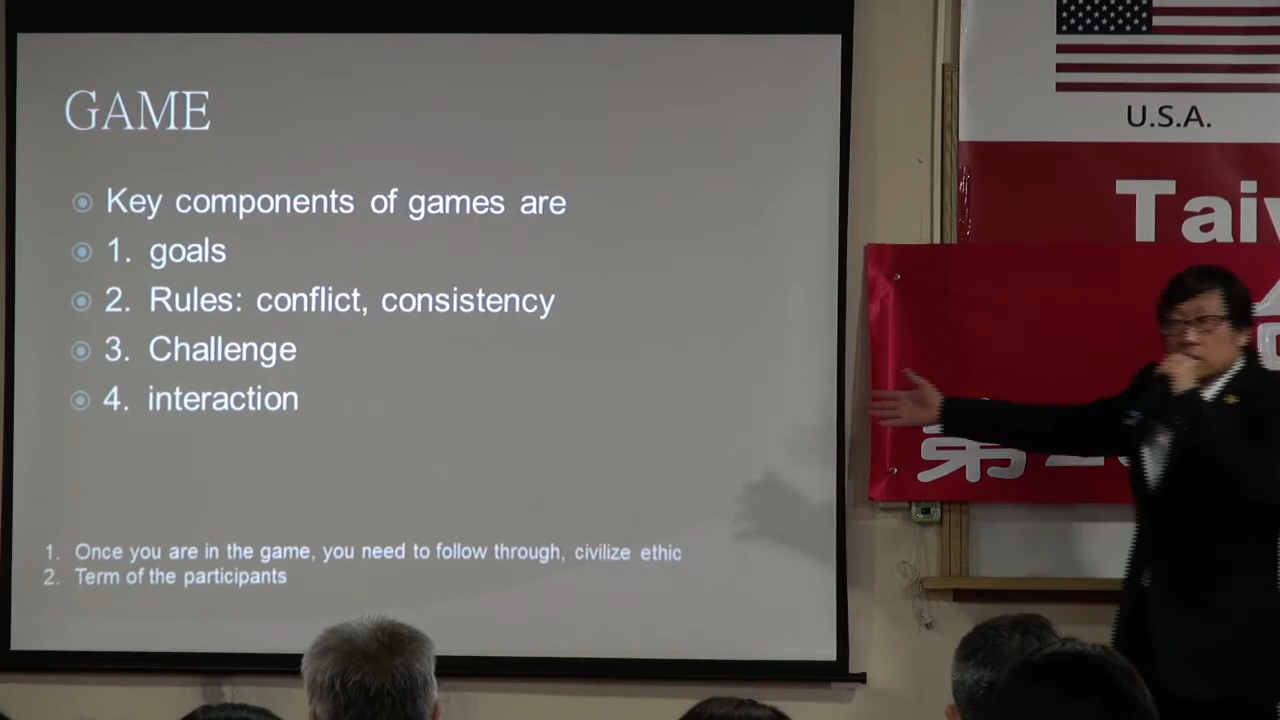 GAME
Key components of games are
1. goals
2. Rules: conflict, consistency
3. Challenge
4. interaction
1. Once you are in the game, you need to follow through, civilize ethic
2. Term of the participants
U.S.A.
第